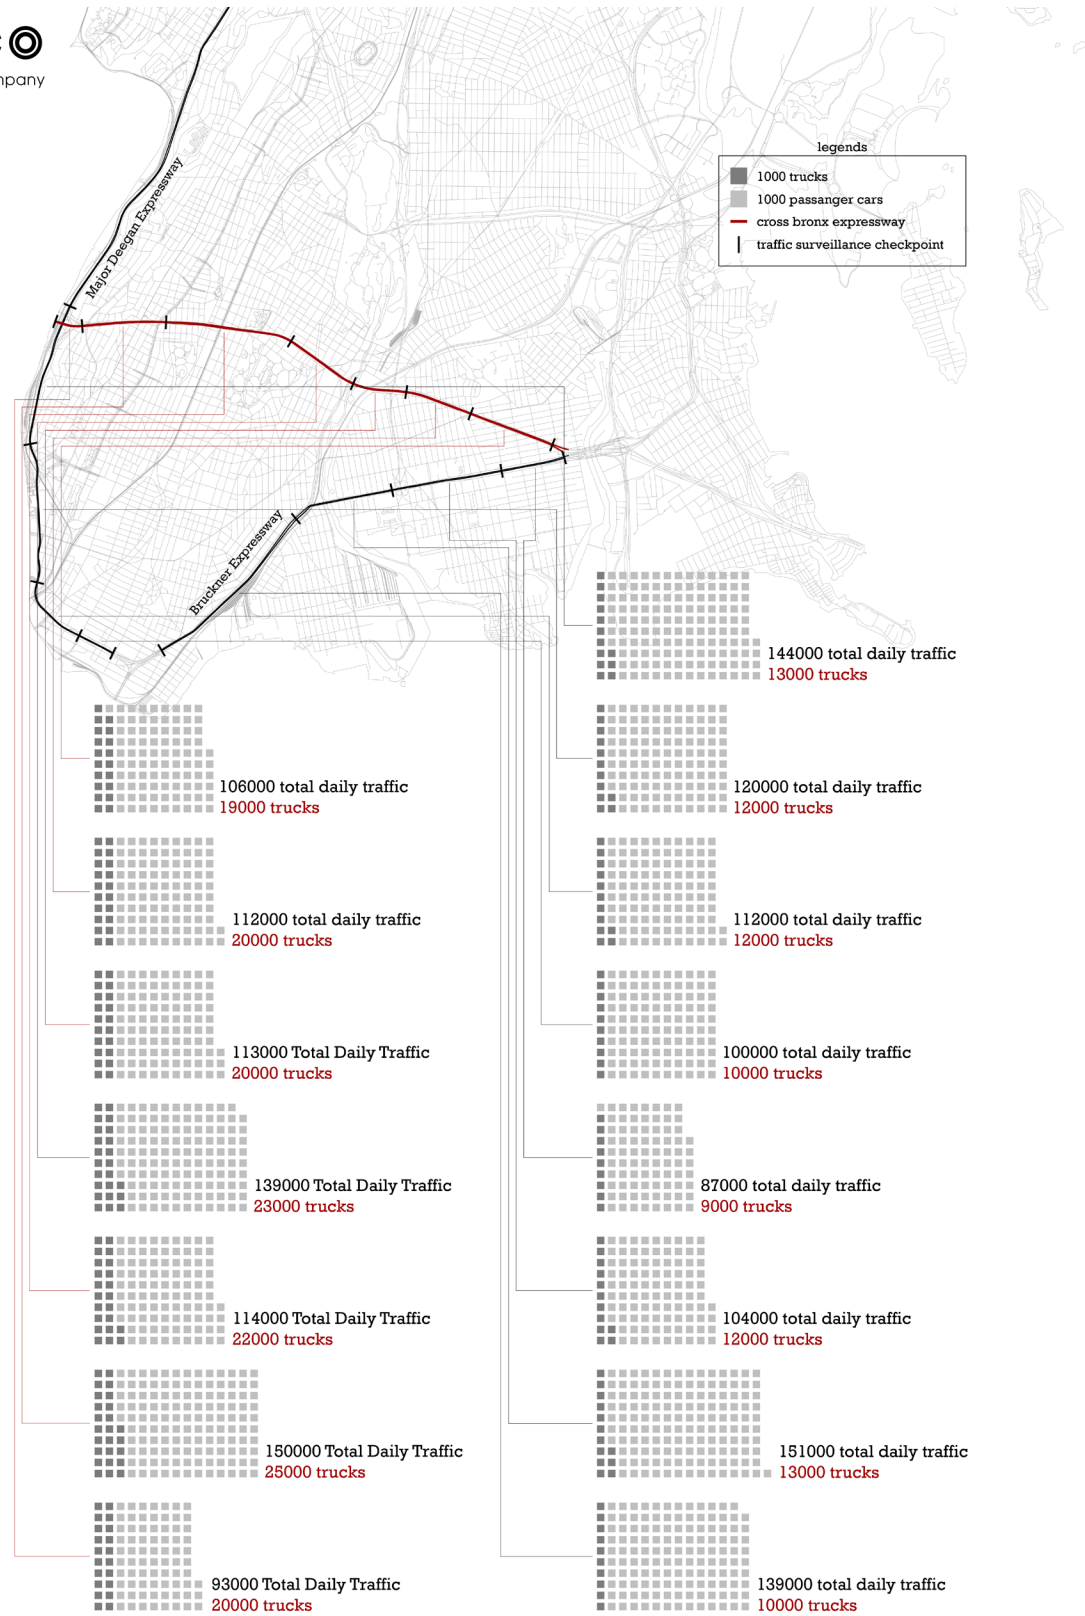 mpany
Major Deegan Expressway
legends
1000 trucks
1000 passanger cars
cross bronx expressway
traffic surveillance checkpoint
Bruckner Expressway
144000 total daily traffic
13000 trucks
106000 total daily traffic
19000 trucks
120000 total daily traffic
12000 trucks
112000 total daily traffic
20000 trucks
112000 total daily traffic
12000 trucks
113000 Total Daily Traffic
20000 trucks
100000 total daily traffic
10000 trucks
139000 Total Daily Traffic
23000 trucks
87000 total daily traffic
9000 trucks
114000 Total Daily Traffic
22000 trucks
104000 total daily traffic
12000 trucks
150000 Total Daily Traffic
25000 trucks
151000 total daily traffic
13000 trucks
93000 Total Daily Traffic
20000 trucks
139000 total daily traffic
10000 trucks